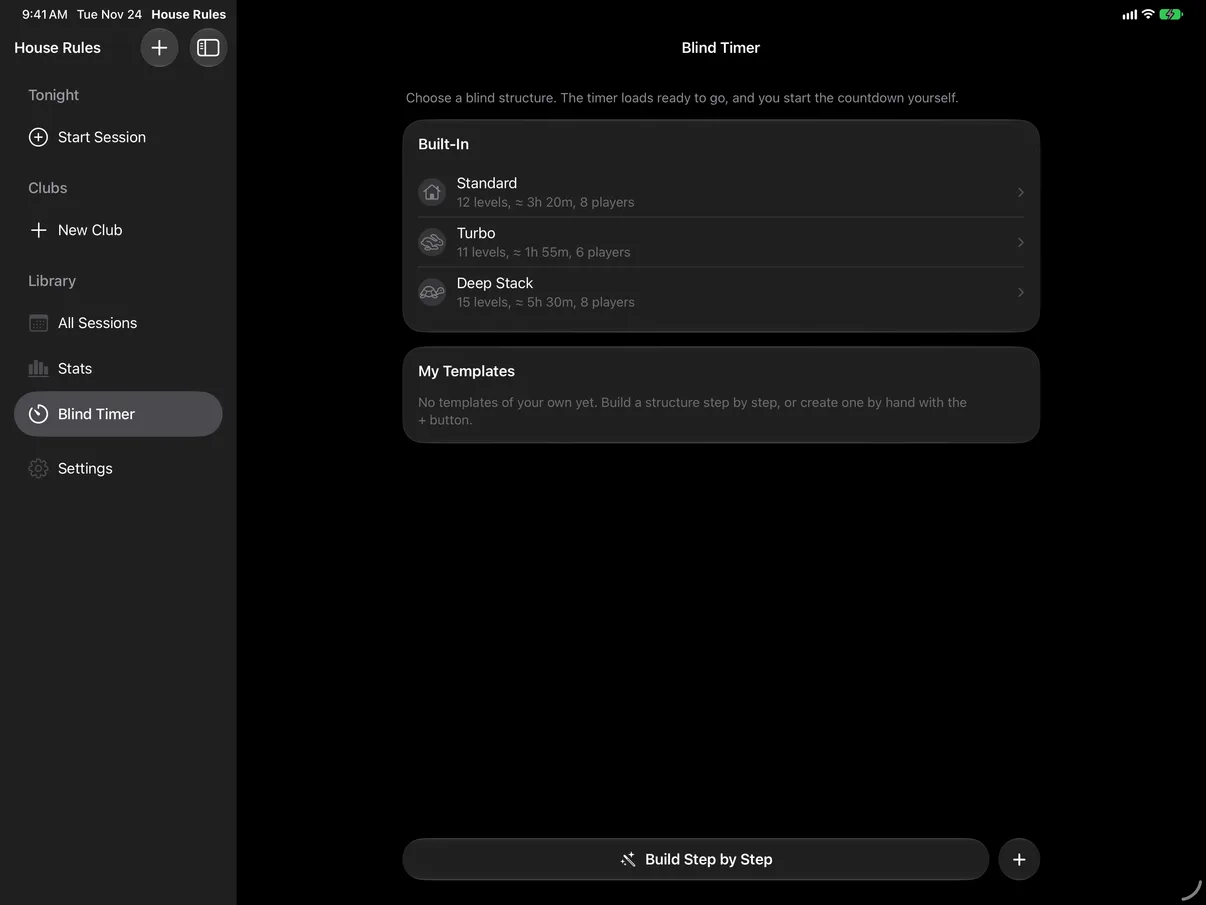 9:41 AM Tue Nov 24 House Rules
House Rules
Tonight
Start Session
Clubs
New Club
Library
All Sessions
Stats
Blind Timer
Settings
Blind Timer
Choose a blind structure. The timer loads ready to go, and you start the countdown yourself.
Built-In
Standard
12 levels, ≈ 3h 20m, 8 players
Turbo
11 levels, ≈ 1h 55m, 6 players
Deep Stack
15 levels, ≈ 5h 30m, 8 players
My Templates
No templates of your own yet. Build a structure step by step, or create one by hand with the
+ button.
Build Step by Step